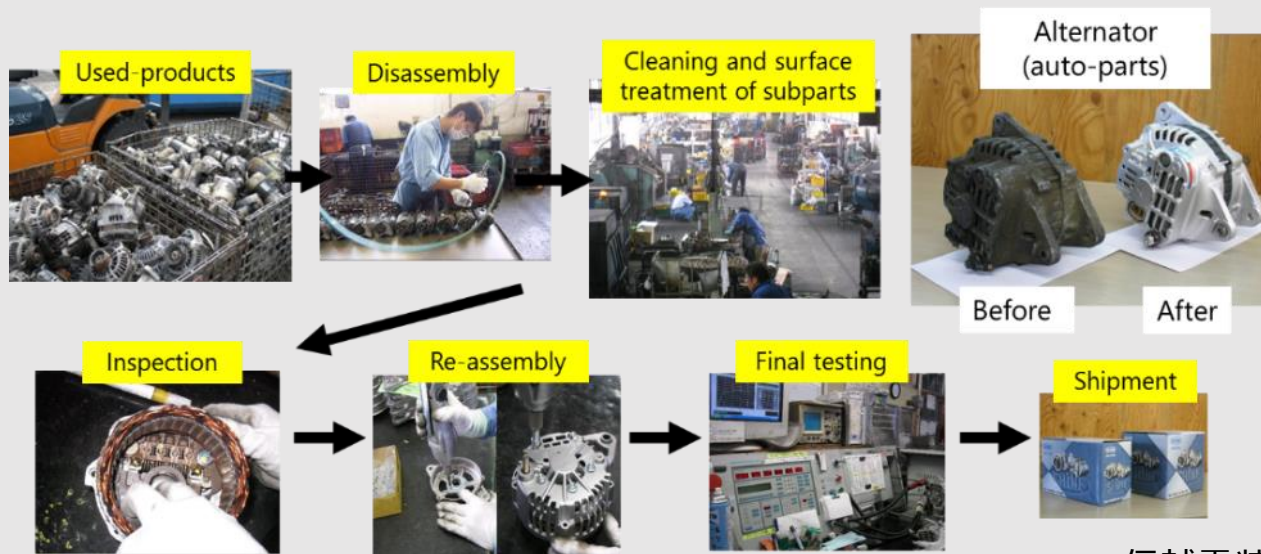 Used-products
Disassembly
Cleaning and surface
treatment of subparts
Alternator
(auto-parts)
Before
After
Inspection
Re-assembly
Final testing
Shipment